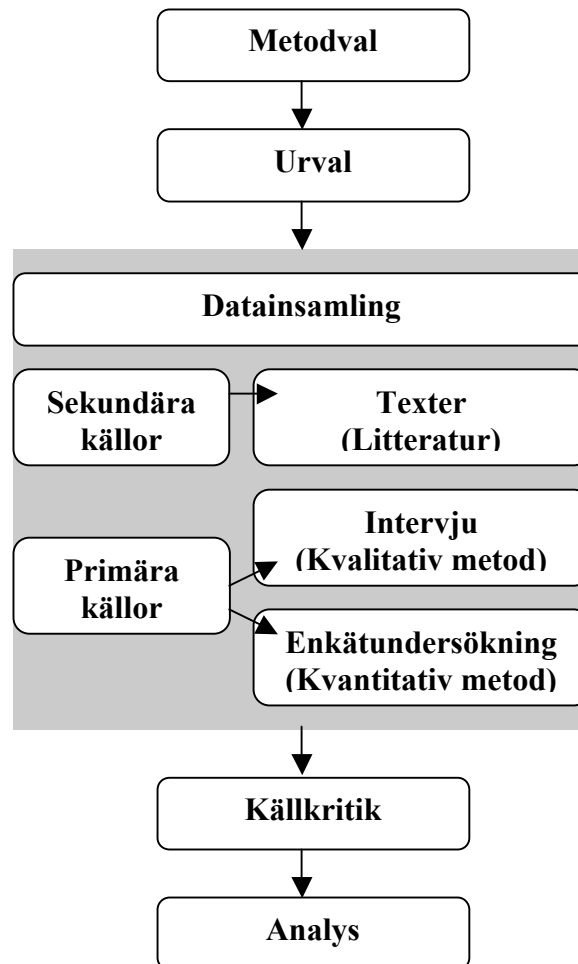 Metodval
Urval
Datainsamling
Sekundära
källor
Texter
(Litteratur)
Primära
källor
Intervju
(Kvalitativ metod)
Enkätundersökning
(Kvantitativ metod)
Källkritik
Analys